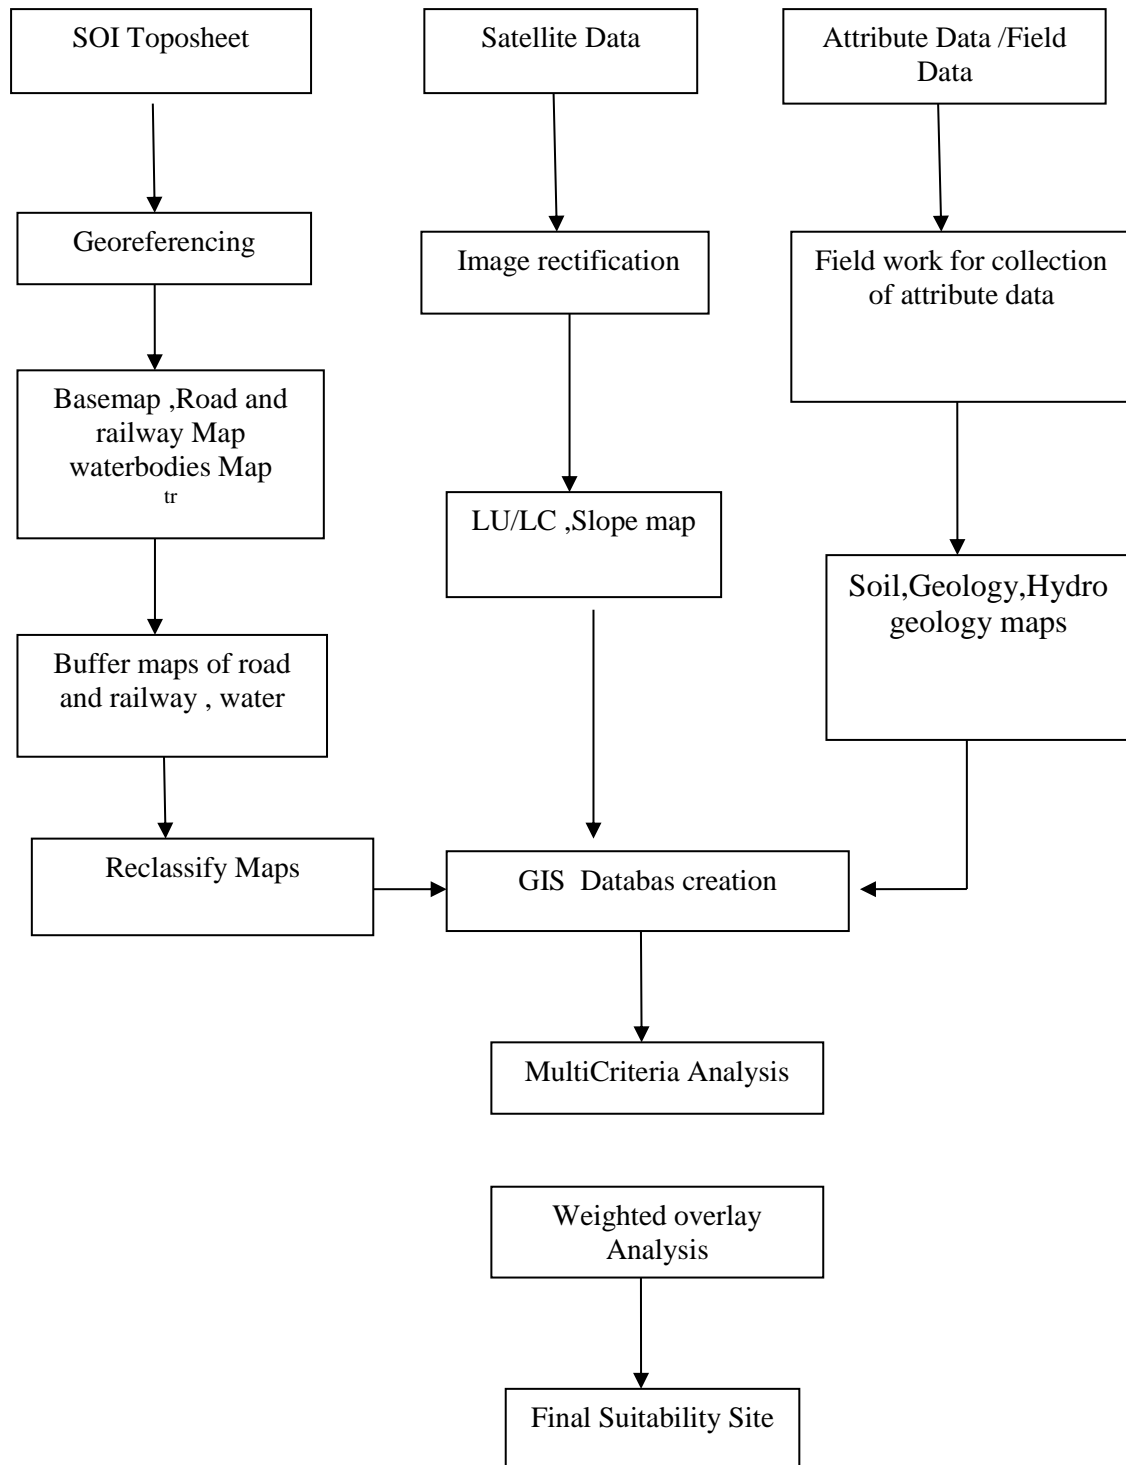 SOI Toposheet
Satellite Data
Attribute Data /Field
Data
Georeferencing
Image rectification
Field work for collection
of attribute data
Basemap ,Road and
railway Map
waterbodies Map
tr
LU/LC ,Slope map
Soil,Geology,Hydro
geology maps
Buffer maps of road
and railway , water
Reclassify Maps
GIS Databas creation
MultiCriteria Analysis
Weighted overlay
Analysis
Final Suitability Site